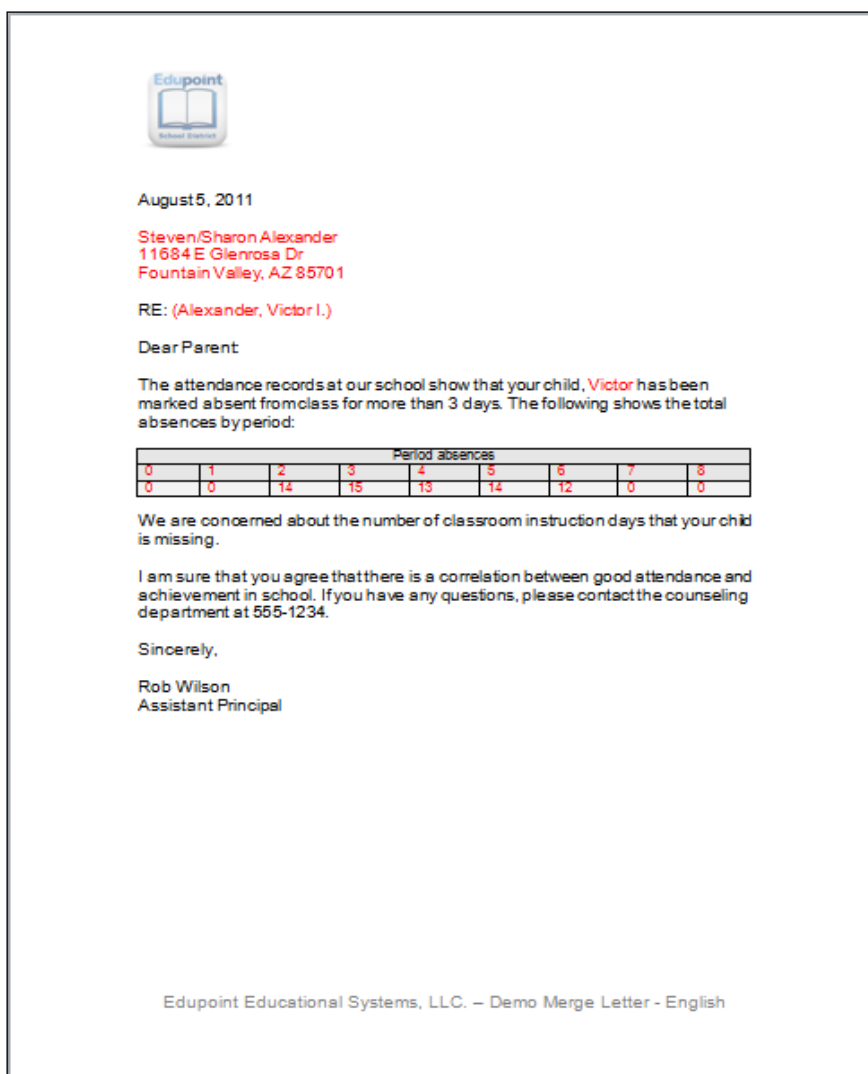 Edupoint
School District
August 5, 2011
Steven/Sharon Alexander
11684 E Glenrosa Dr
Fountain Valley, AZ 85701
RE: (Alexander, Victor I.)
Dear Parent:
The attendance records at our school show that your child, Victor has been
marked absent from class for more than 3 days. The following shows the total
absences by period:
Period absences
0 1 2 3 4 5 6 7 8
0 0 14 15 13 14 12 0 0
We are concerned about the number of classroom instruction days that your child
is missing.
I am sure that you agree that there is a correlation between good attendance and
achievement in school. If you have any questions, please contact the counseling
department at 555-1234.
Sincerely,
Rob Wilson
Assistant Principal
Edupoint Educational Systems, LLC. – Demo Merge Letter - English